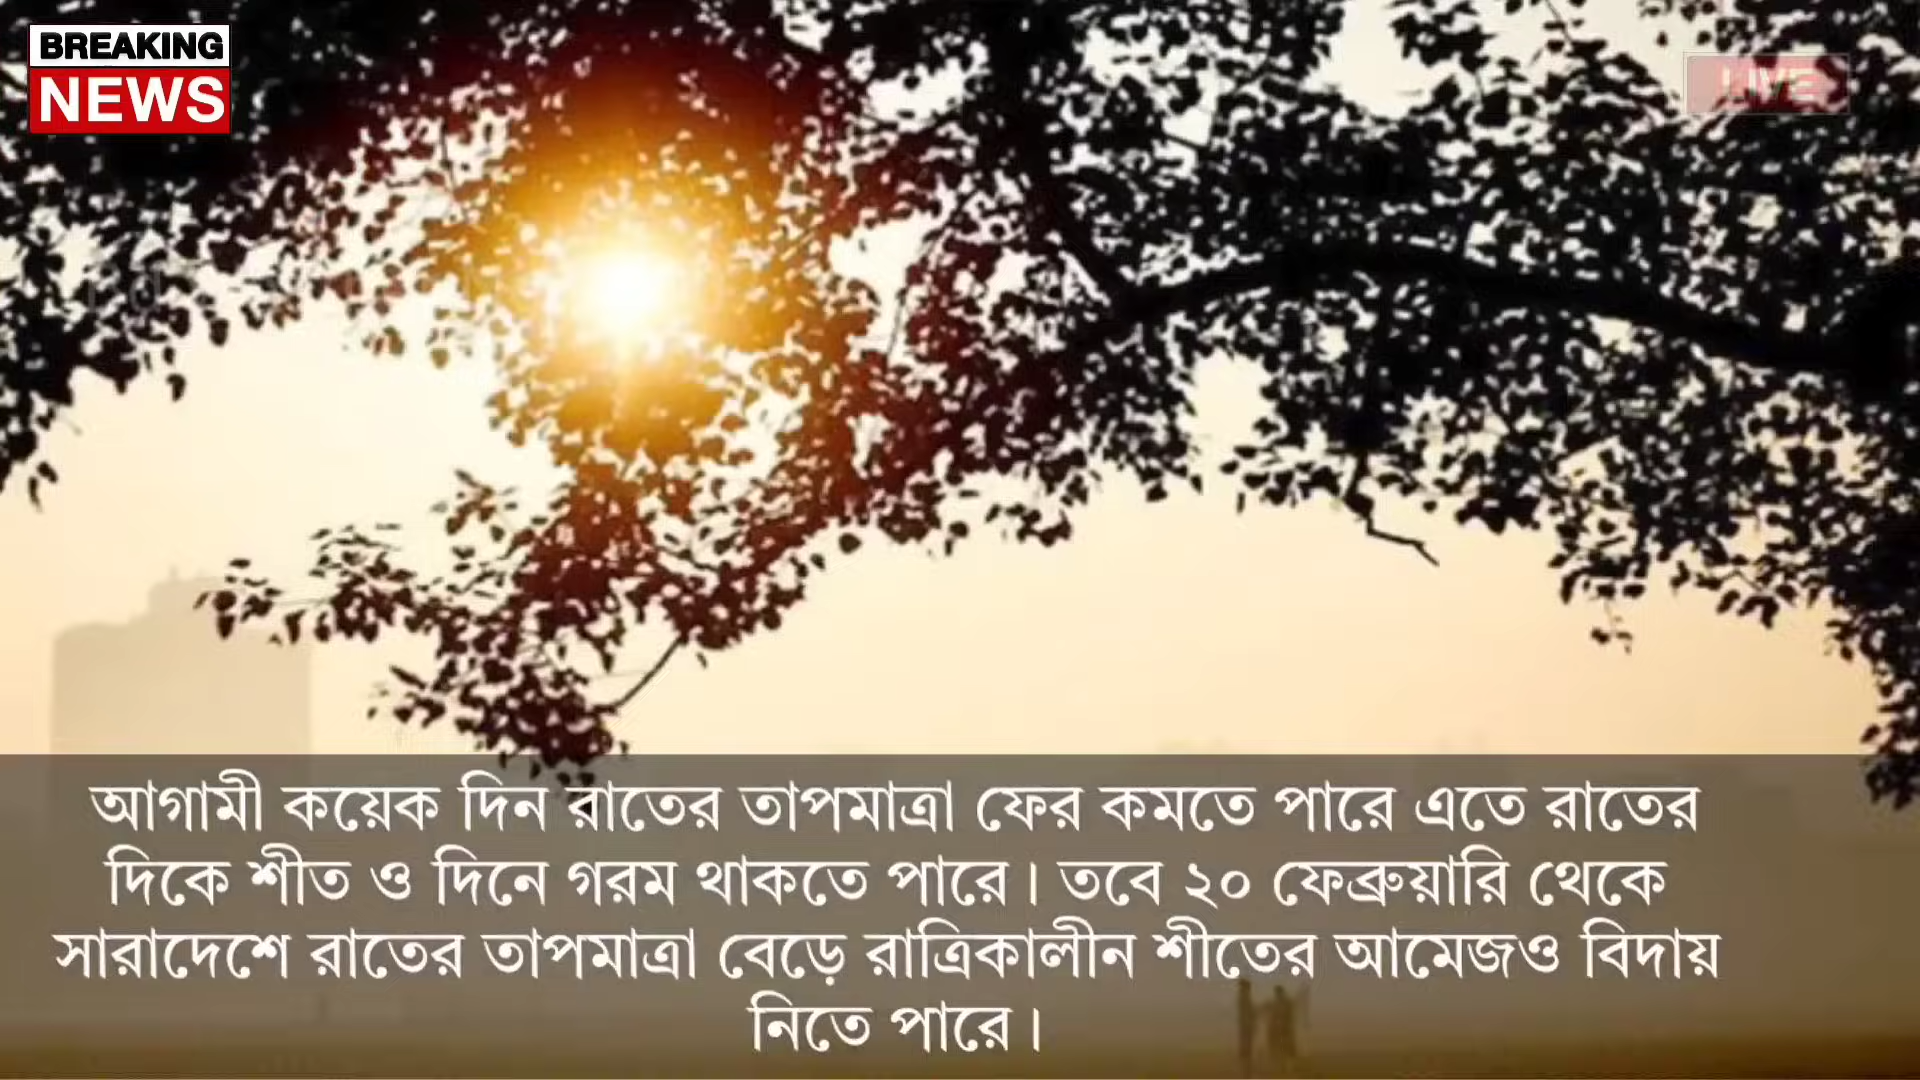 BREAKING
NEWS
LIVE
আগামী কয়েক দিন রাতের তাপমাত্রা ফের কমতে পারে এতে রাতের
দিকে শীত ও দিনে গরম থাকতে পারে। তবে ২০ ফেব্রুয়ারি থেকে
সারাদেশে রাতের তাপমাত্রা বেড়ে রাত্রিকালীন শীতের আমেজও বিদায়
নিতে পারে।